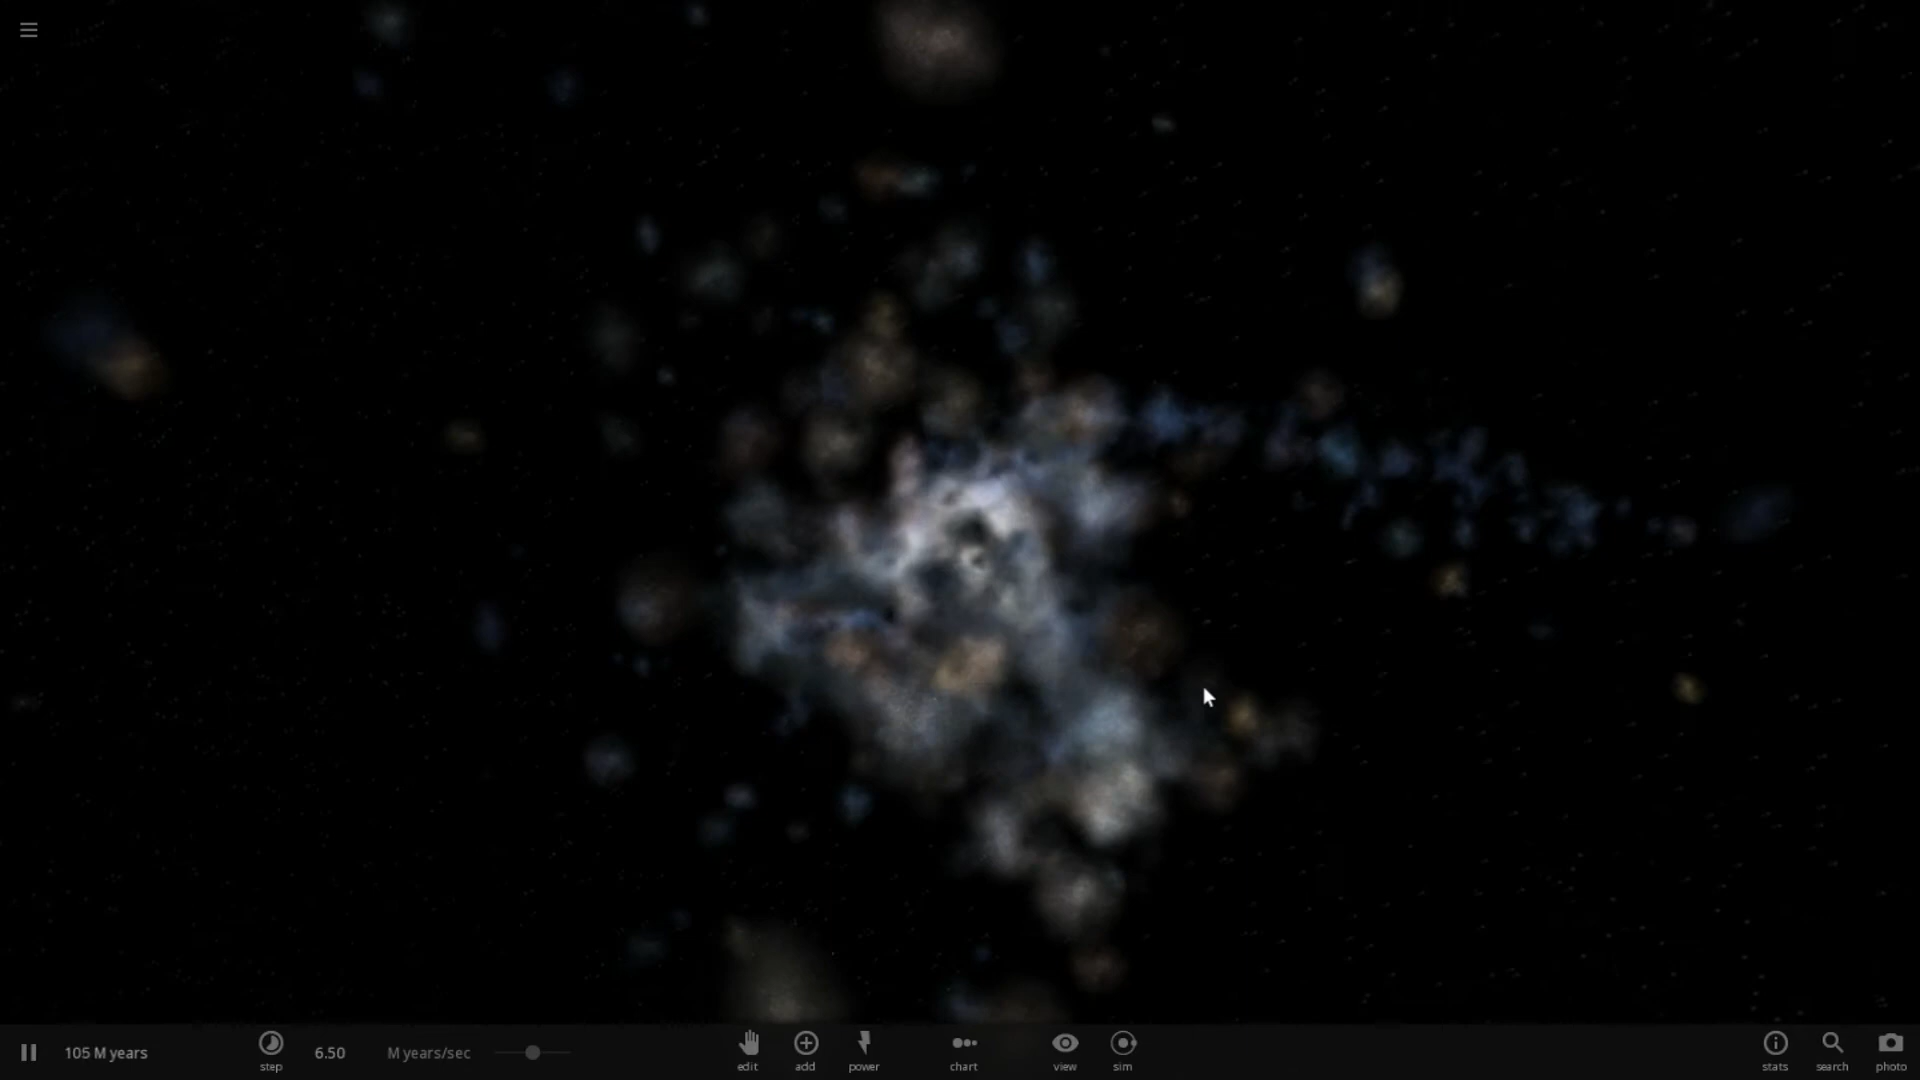 105 M years
step
6.50
M years/sec
edit
add
power
chart
view
sim
stats
search
photo